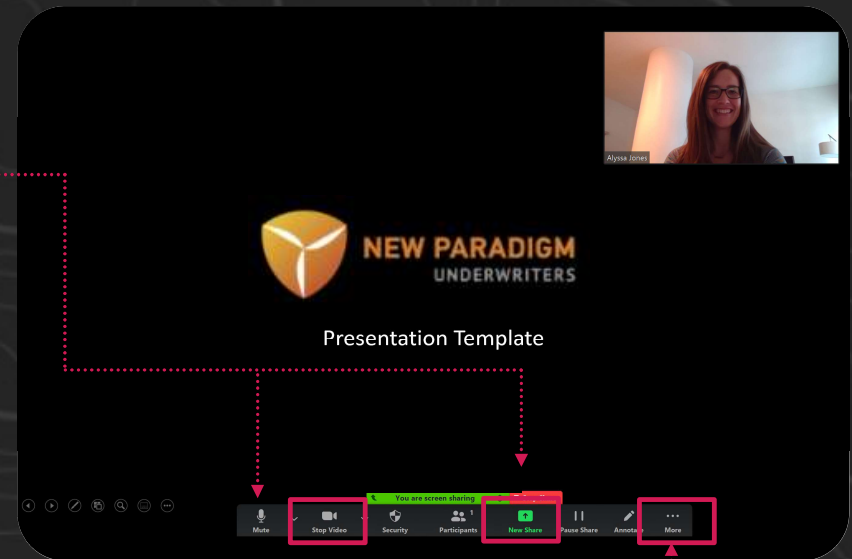 Alyssa Jones
NEW PARADIGM
UNDERWRITERS
Presentation Template
You are screen sharing
Mute
Stop Video
Security
Participants
1
New Share
Pause Share
Annotate
More